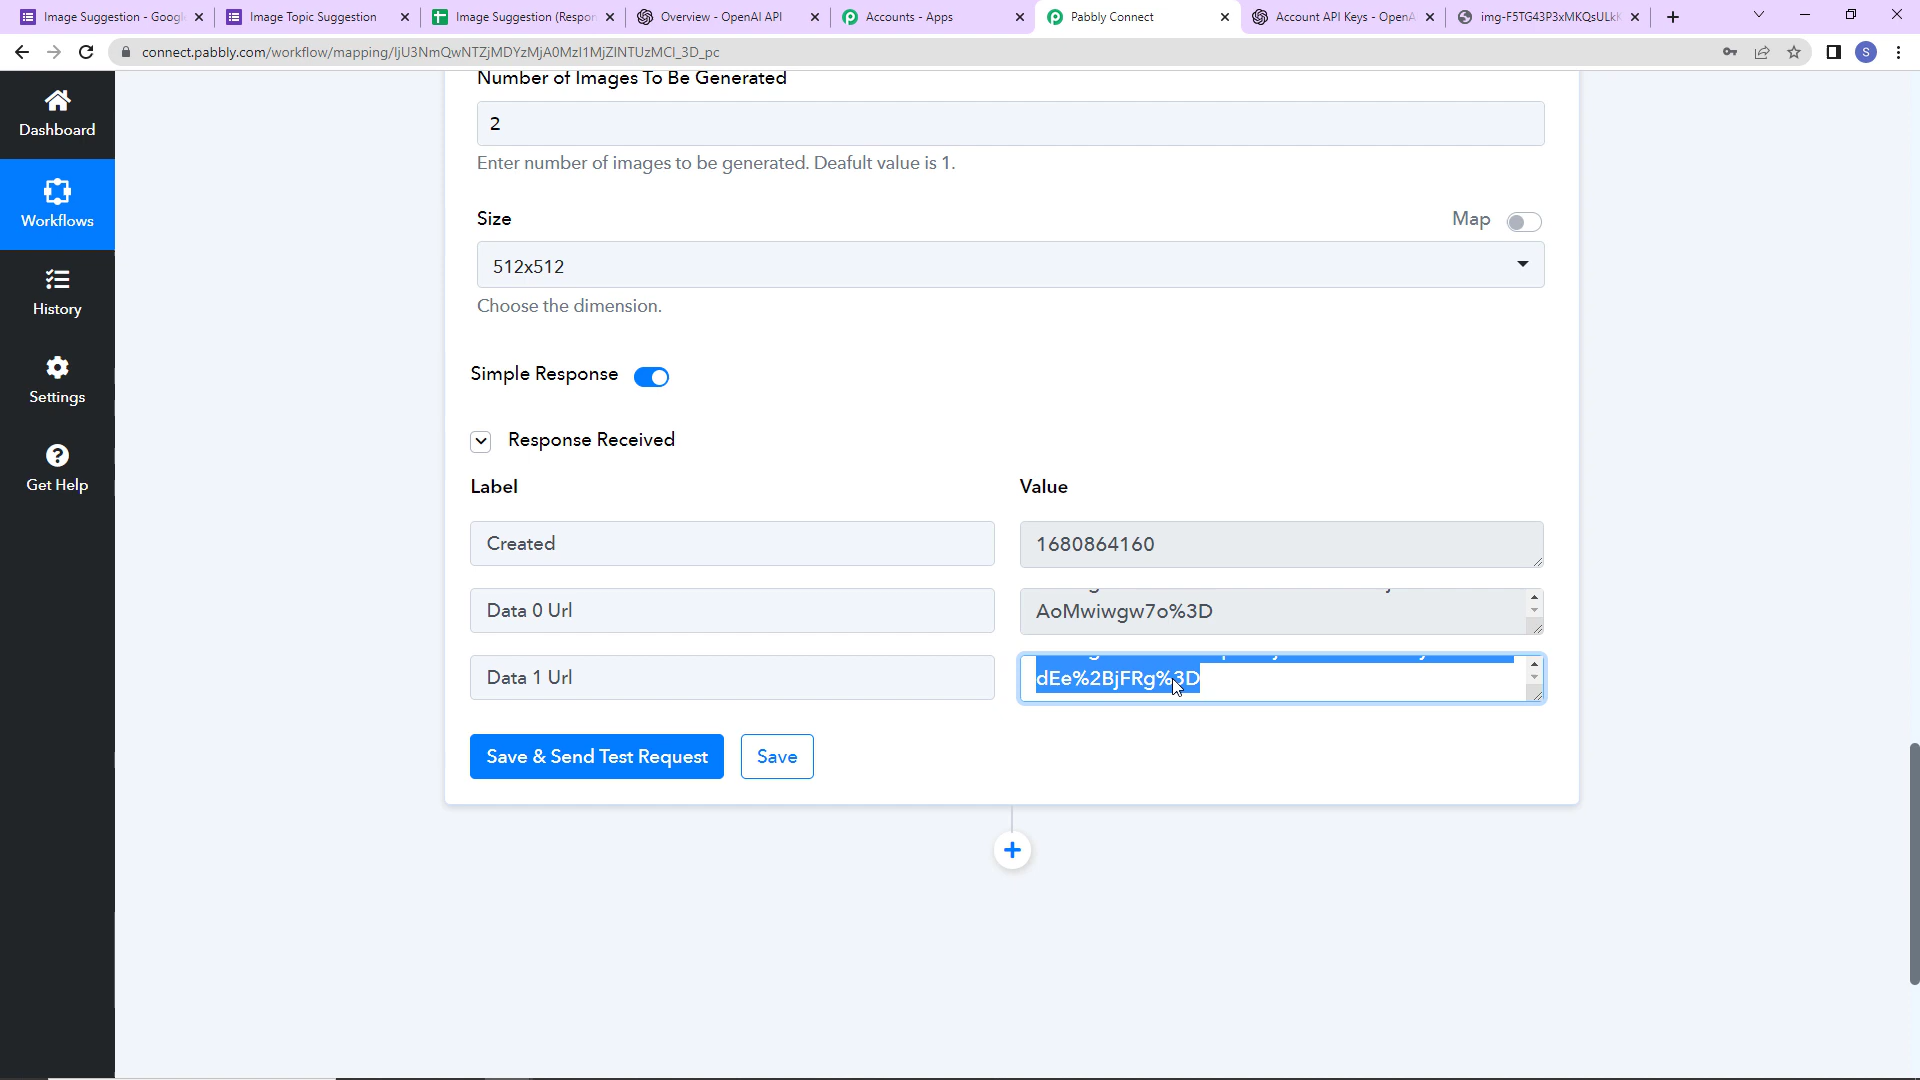 Image Suggestion - Googl
Image Topic Suggestion
Image Suggestion (Respon
Overview - OpenAI API
Accounts - Apps
Pabbly Connect
Account API Keys - OpenA
img-F5TG43P3xMKQsULkK
connect.pabbly.com/workflow/mapping/IjU3NmQwNTZjMDYzMjA0MzI1MjZlNTUzMCI_3D_pc
S
Dashboard
Workflows
History
Settings
Get Help
Number of Images To Be Generated
2
Enter number of images to be generated. Deafult value is 1.
Size
Map
512x512
Choose the dimension.
Simple Response
Response Received
Label
Value
Created
1680864160
Data 0 Url
AoMwiwgw7o%3D
Data 1 Url
dEe%2BjFRg%3D
Save & Send Test Request
Save